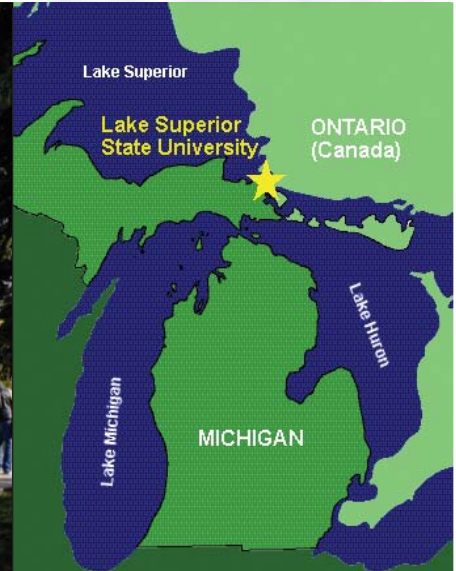 Lake Superior
Lake Superior
State University
ONTARIO
(Canada)
Lake Huron
Lake Michigan
MICHIGAN